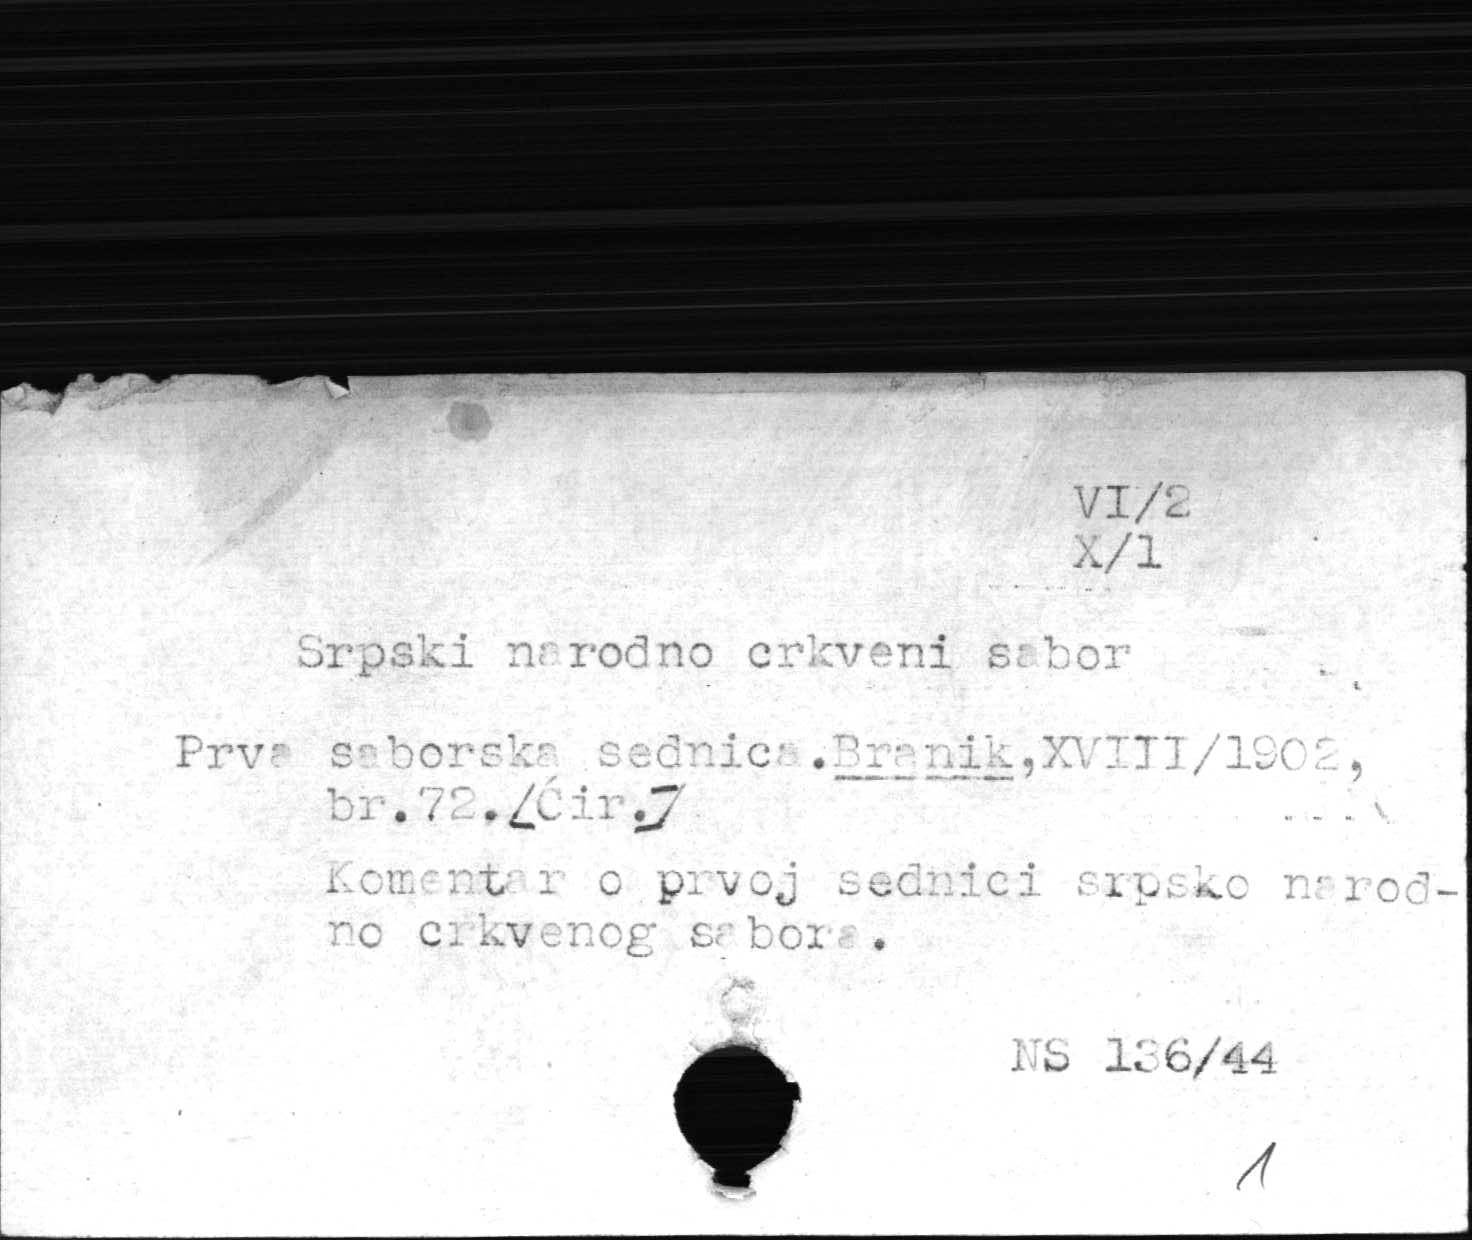 VI/2
X/1
Srpski narodno crkveni sabor
Prva saborska sednica.Branik,XVIII/1902,
br.72.[Ćir.]
Komentar o prvoj sednici srpsko narod-
no crkvenog sabora.
NS 136/44
1